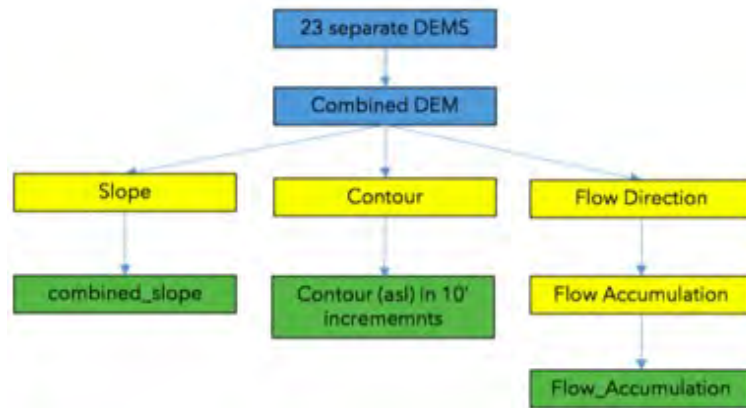 23 separate DEMS
Combined DEM
Slope
Contour
Flow Direction
combined_slope
Contour (asl) in 10'
incrememnts
Flow Accumulation
Flow_Accumulation